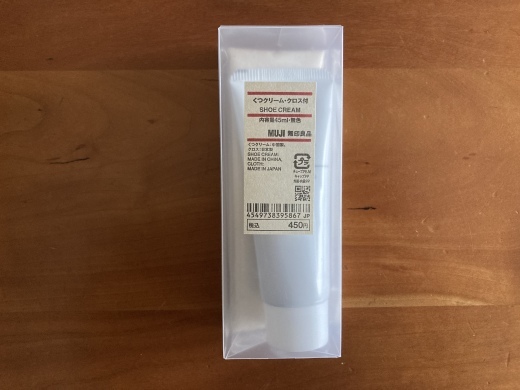 くつクリーム・クロス付
SHOE CREAM
内容量45ml・無色
MUJI 無印良品
くつクリーム:中国製、
クロス:日本製
SHOE CREAM:
MADE IN CHINA,
CLOTH:
MADE IN JAPAN
プラ
4549738395867 JP
税込 450円